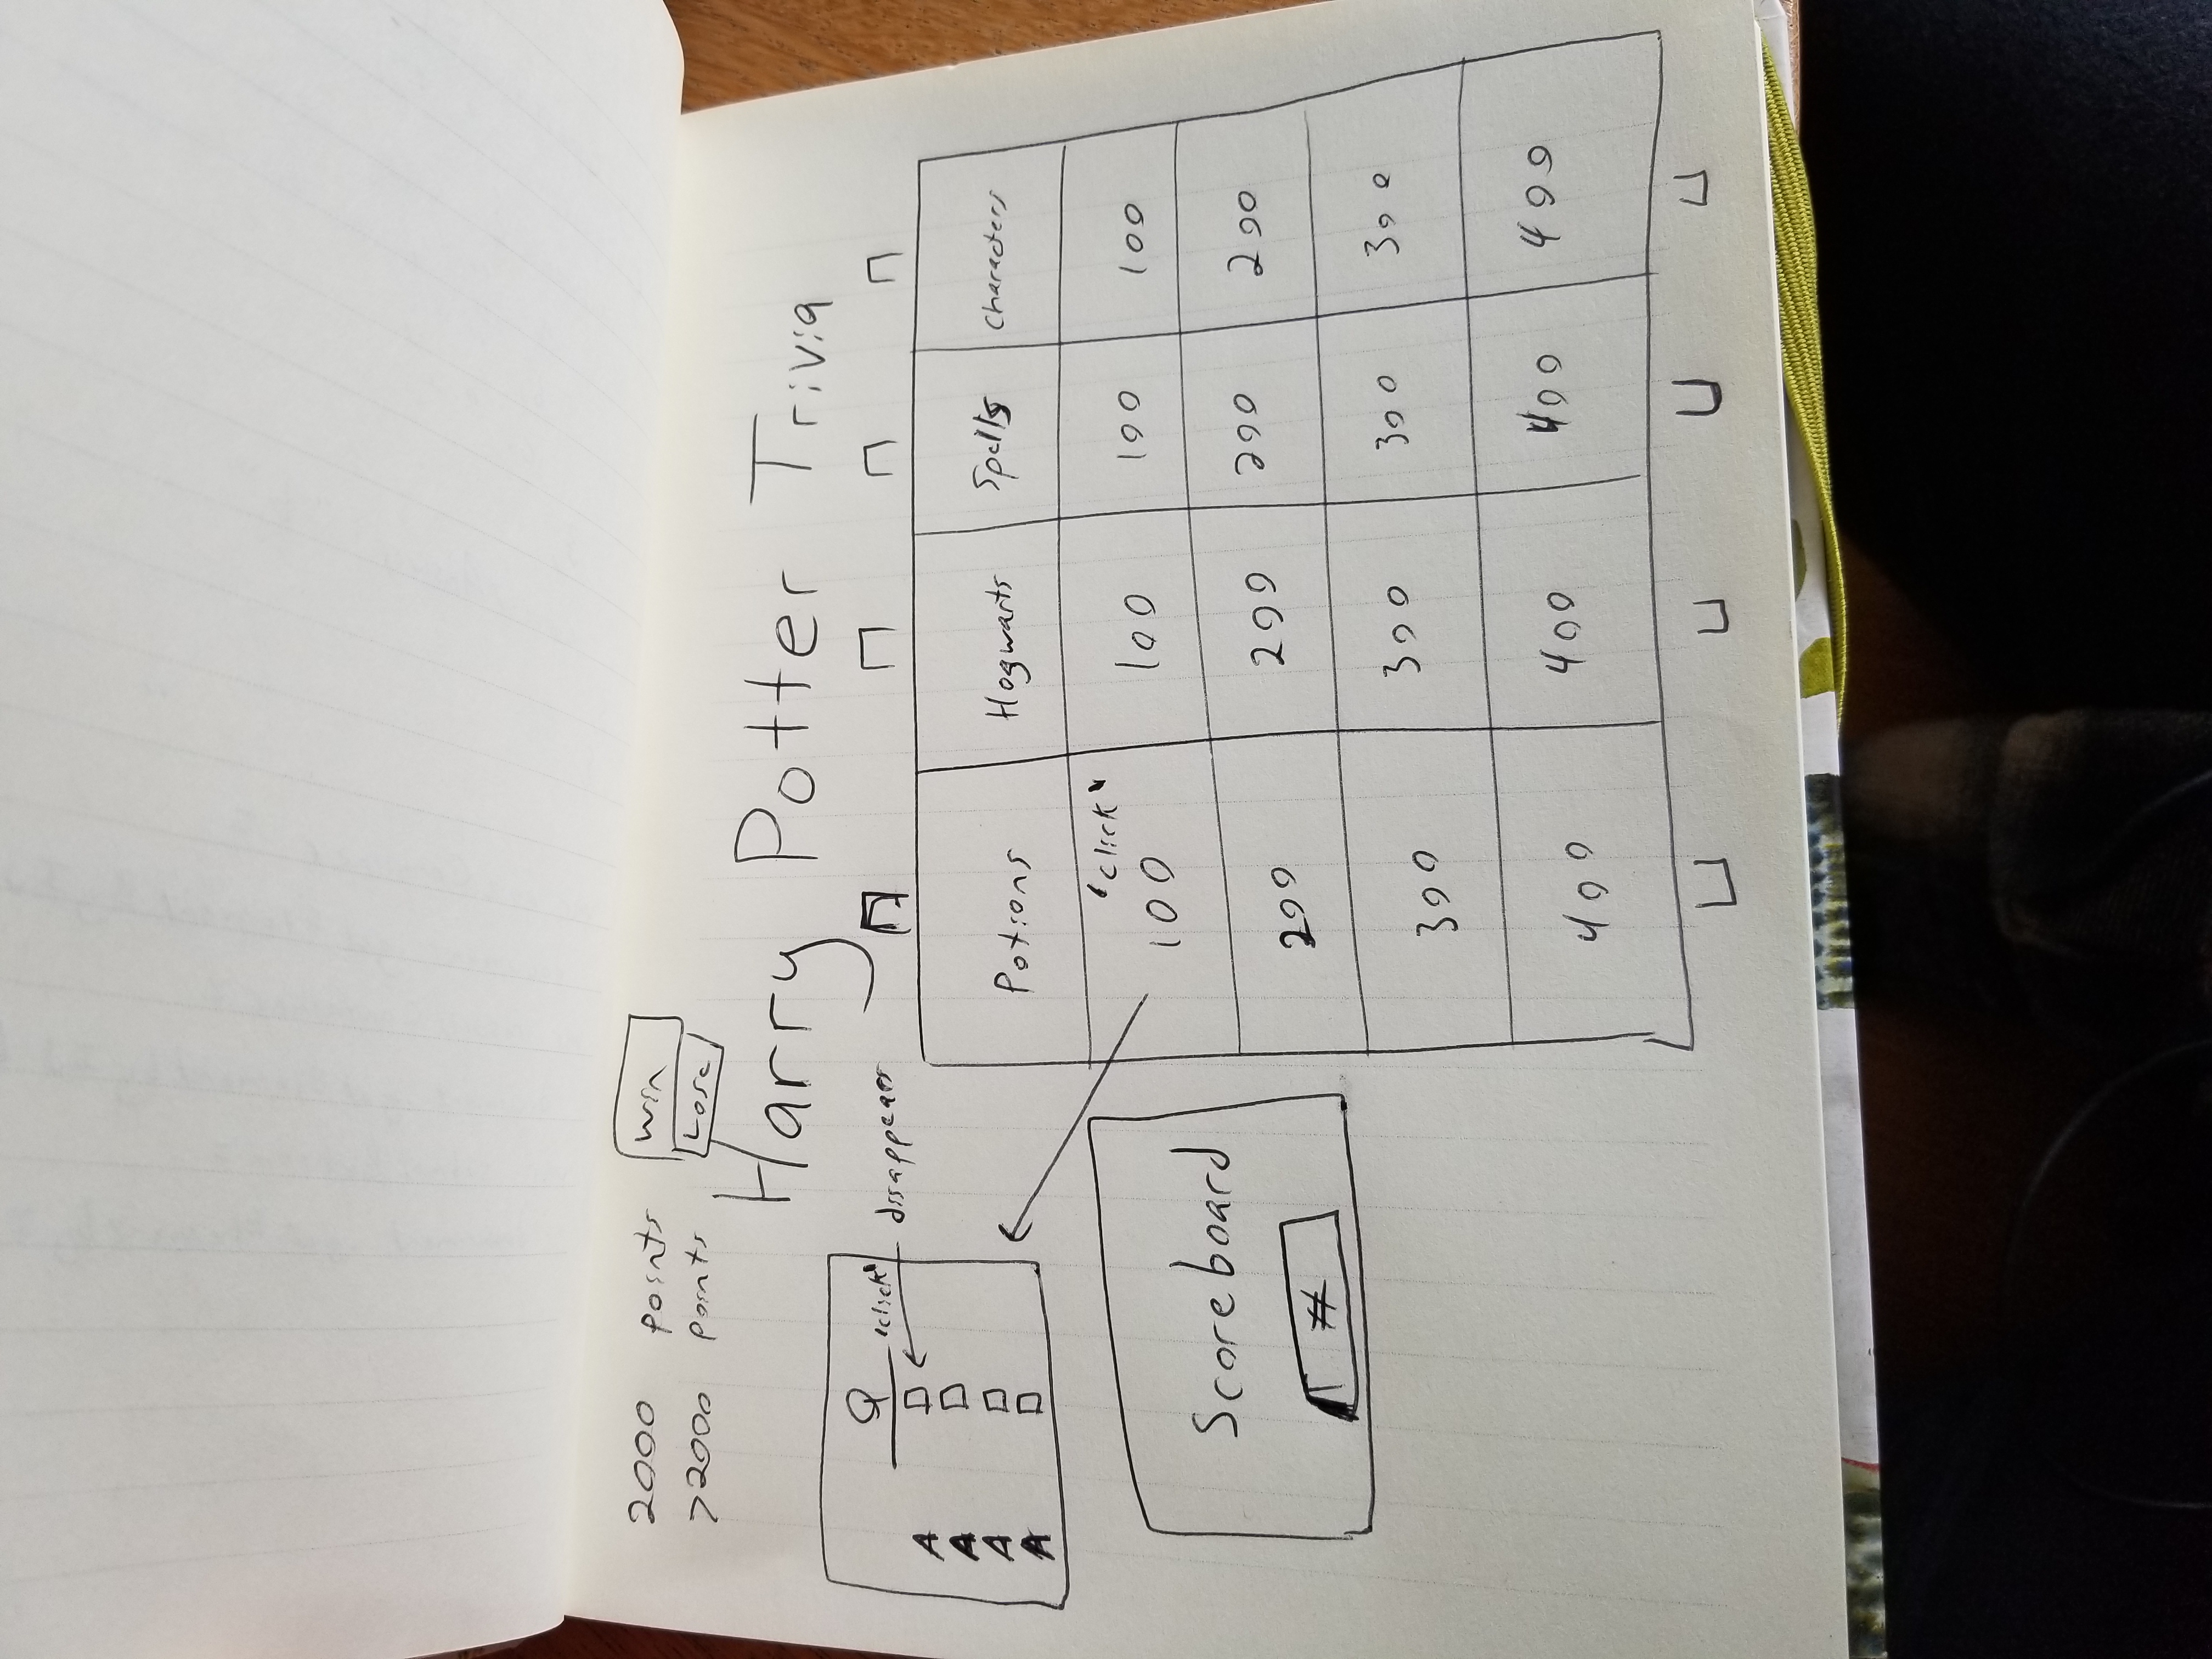 2000 points Win
>2000 points Lose
Harry Potter Trivia
Q
'click' disappears
A
A
A
A
Scoreboard
#
Potions Hogwarts Spells Characters
'click'
100 100 100 100
200 200 200 200
300 300 300 300
400 400 400 400